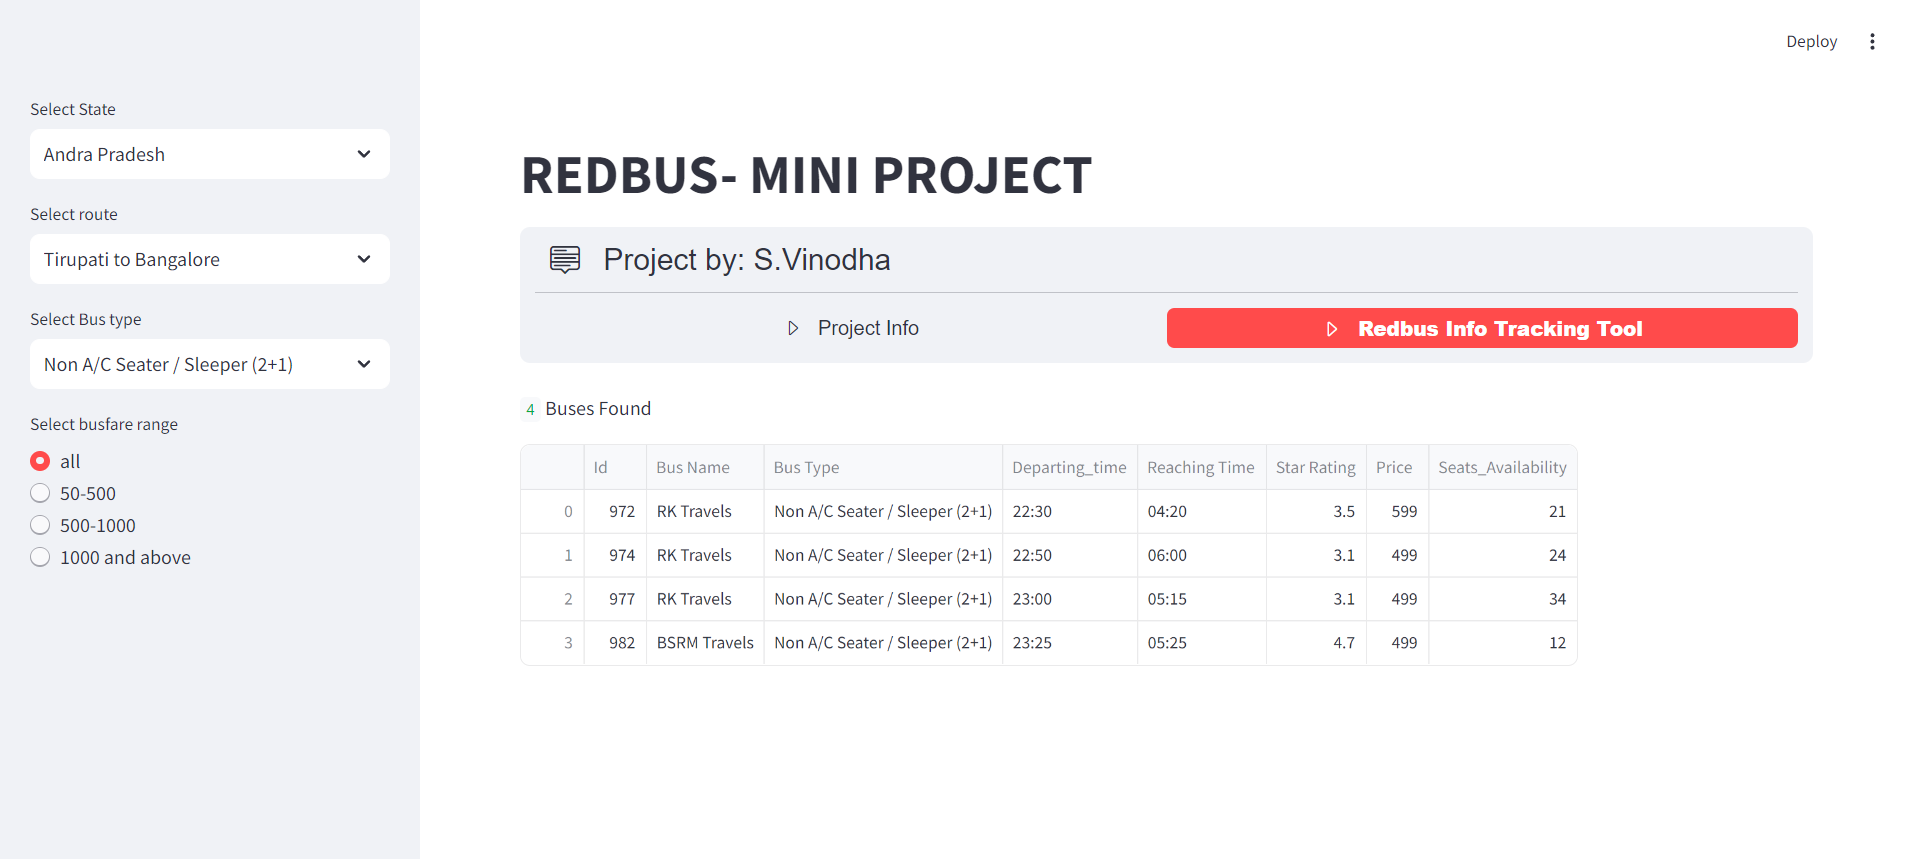 Deploy
Select State
Andra Pradesh
Select route
Tirupati to Bangalore
Select Bus type
Non A/C Seater / Sleeper (2+1)
Select busfare range
all
50-500
500-1000
1000 and above
REDBUS- MINI PROJECT
Project by: S.Vinodha
Project Info
Redbus Info Tracking Tool
4 Buses Found
Id Bus Name Bus Type Departing_time Reaching Time Star Rating Price Seats_Availability
0 972 RK Travels Non A/C Seater / Sleeper (2+1) 22:30 04:20 3.5 599 21
1 974 RK Travels Non A/C Seater / Sleeper (2+1) 22:50 06:00 3.1 499 24
2 977 RK Travels Non A/C Seater / Sleeper (2+1) 23:00 05:15 3.1 499 34
3 982 BSRM Travels Non A/C Seater / Sleeper (2+1) 23:25 05:25 4.7 499 12